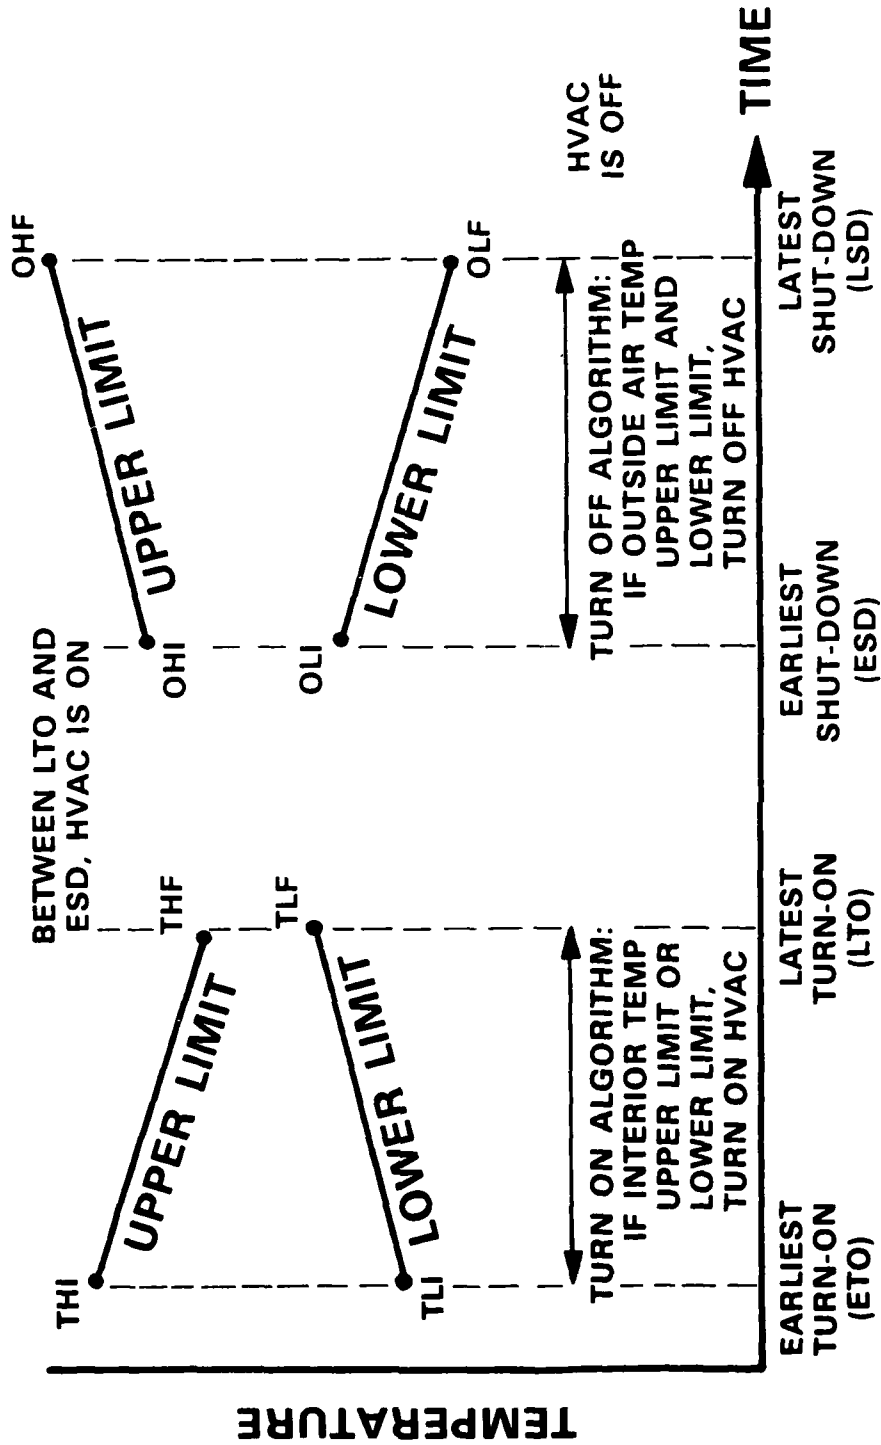 BETWEEN LTO AND
ESD, HVAC IS ON
OHF
THI
UPPER LIMIT
THF
OHI
UPPER LIMIT
TLF
OLI
LOWER LIMIT
OLF
TLI
LOWER LIMIT
TEMPERATURE
HVAC
IS OFF
TURN ON ALGORITHM:
IF INTERIOR TEMP
UPPER LIMIT OR
LOWER LIMIT,
TURN ON HVAC
TURN OFF ALGORITHM:
IF OUTSIDE AIR TEMP
UPPER LIMIT AND
LOWER LIMIT,
TURN OFF HVAC
TIME
EARLIEST
TURN-ON
(ETO)
LATEST
TURN-ON
(LTO)
EARLIEST
SHUT-DOWN
(ESD)
LATEST
SHUT-DOWN
(LSD)